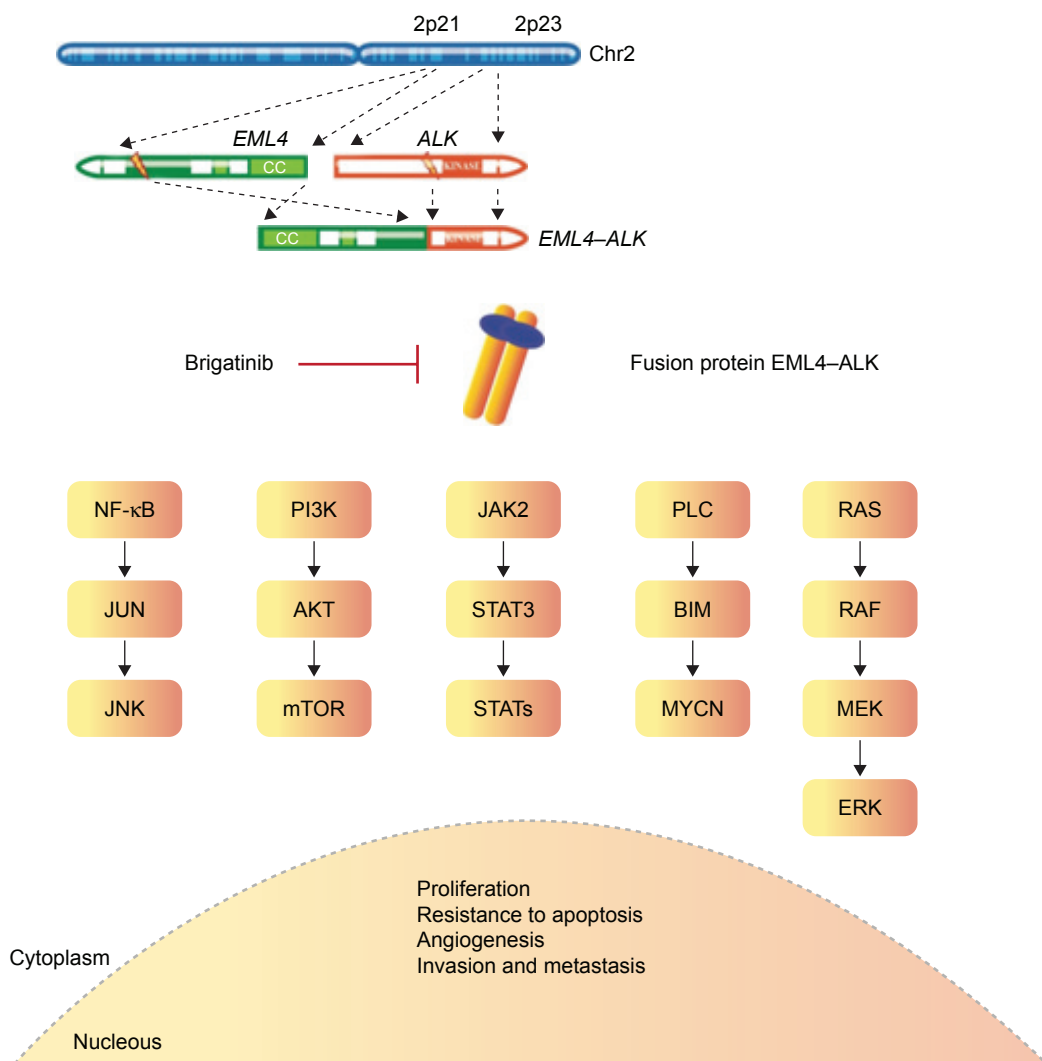 2p21 2p23
Chr2
EML4 ALK
CC KINASE
CC KINASE EML4–ALK
Brigatinib Fusion protein EML4–ALK
NF-κB PI3K JAK2 PLC RAS
JUN AKT STAT3 BIM RAF
JNK mTOR STATs MYCN MEK
ERK
Proliferation
Resistance to apoptosis
Angiogenesis
Invasion and metastasis
Cytoplasm
Nucleous